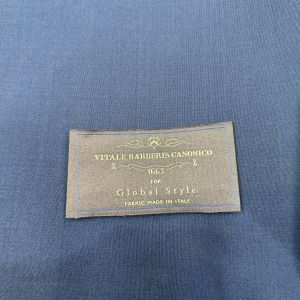 VITALE BARBERIS CANONICO
1663
FOR
Global Style
FABRIC MADE IN ITALY